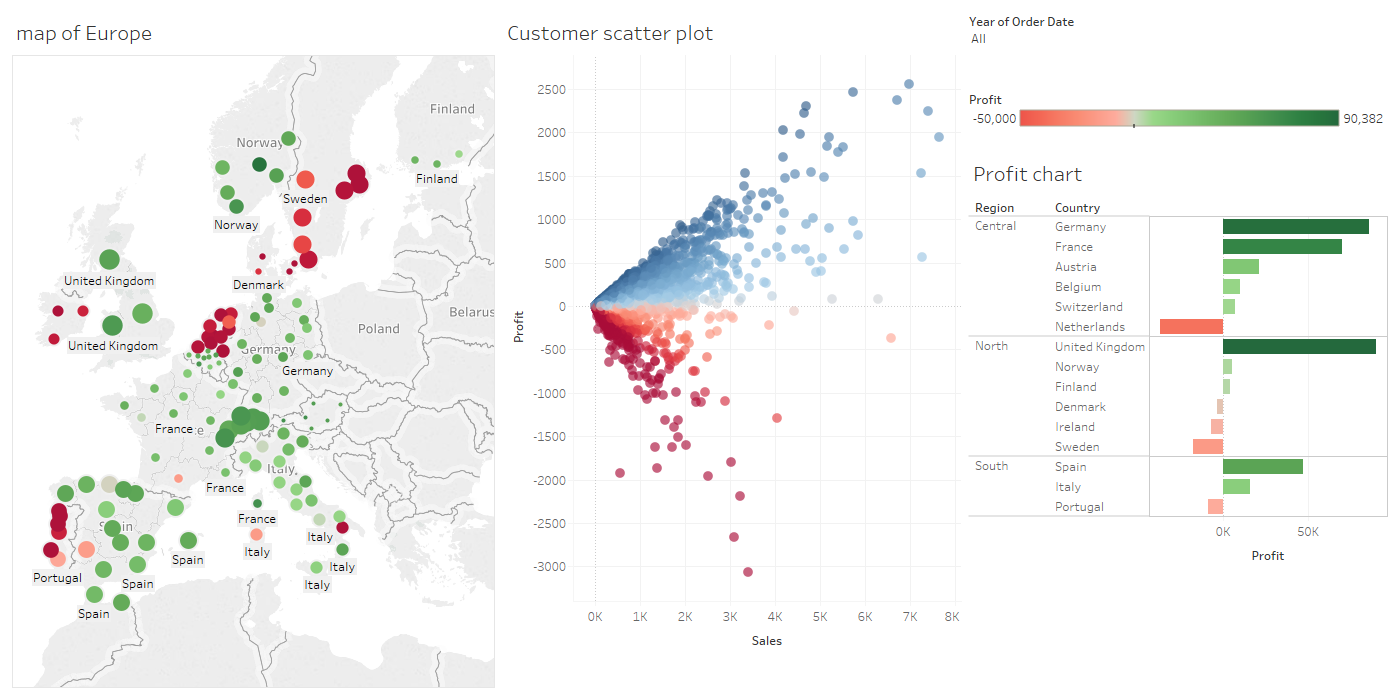 map of Europe
Finland
Norway
Finland
Sweden
Norway
United Kingdom
Denmark
Belarus
Poland
United Kingdom
Germany
Germany
France
Italy
France
France
Spain
Italy
Italy
Spain
Italy
Portugal
Spain
Italy
Spain
Customer scatter plot
Profit
2500
2000
1500
1000
500
0
-500
-1000
-1500
-2000
-2500
-3000
0K 1K 2K 3K 4K 5K 6K 7K 8K
Sales
Year of Order Date
All
Profit
-50,000 90,382
Profit chart
Region Country
Central Germany
France
Austria
Belgium
Switzerland
Netherlands
North United Kingdom
Norway
Finland
Denmark
Ireland
Sweden
South Spain
Italy
Portugal
0K 50K
Profit